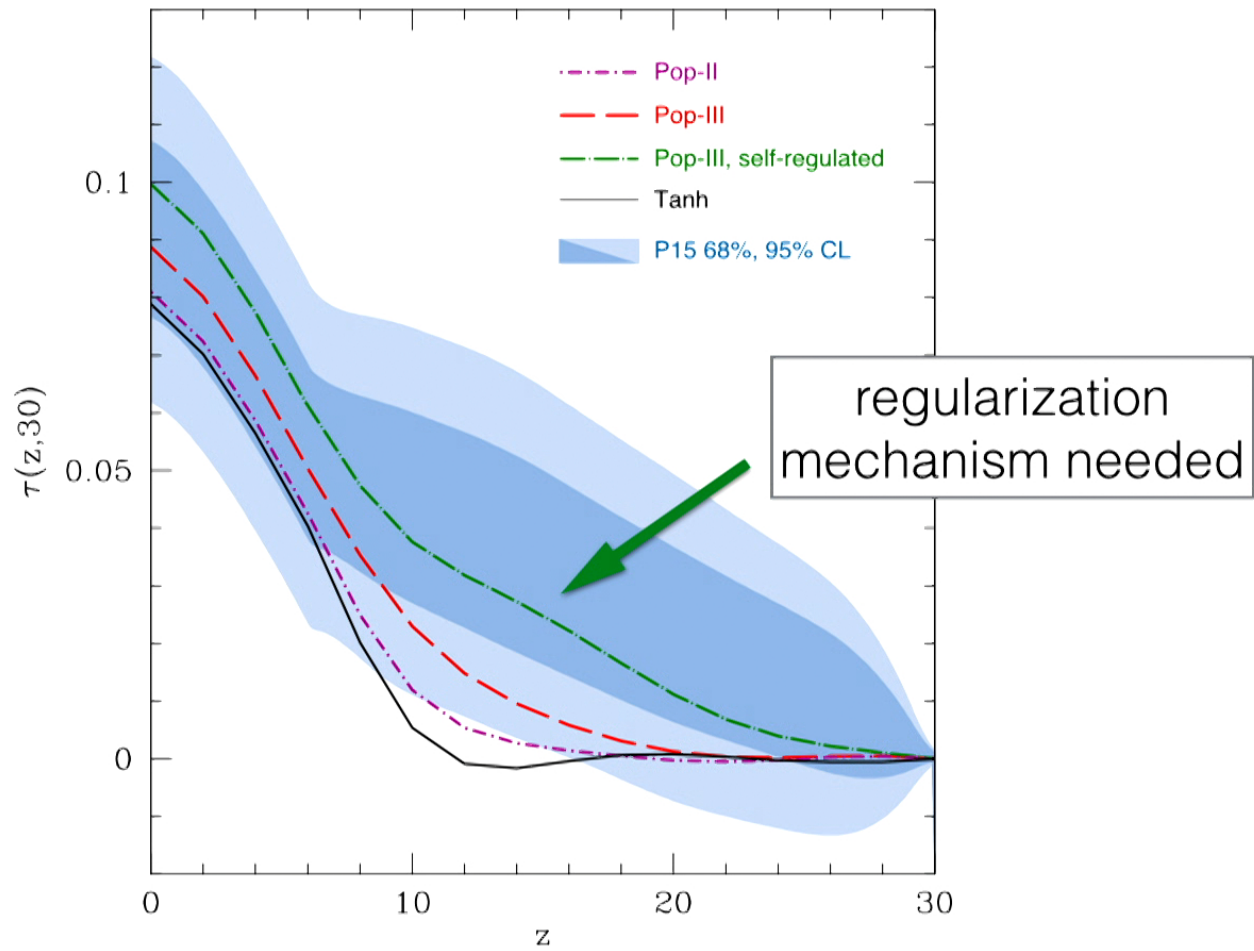 Pop-II
Pop-III
Pop-III, self-regulated
Tanh
P15 68%, 95% CL
regularization
mechanism needed
0.1
0.05
0
τ(z,30)
0
10
20
30
z